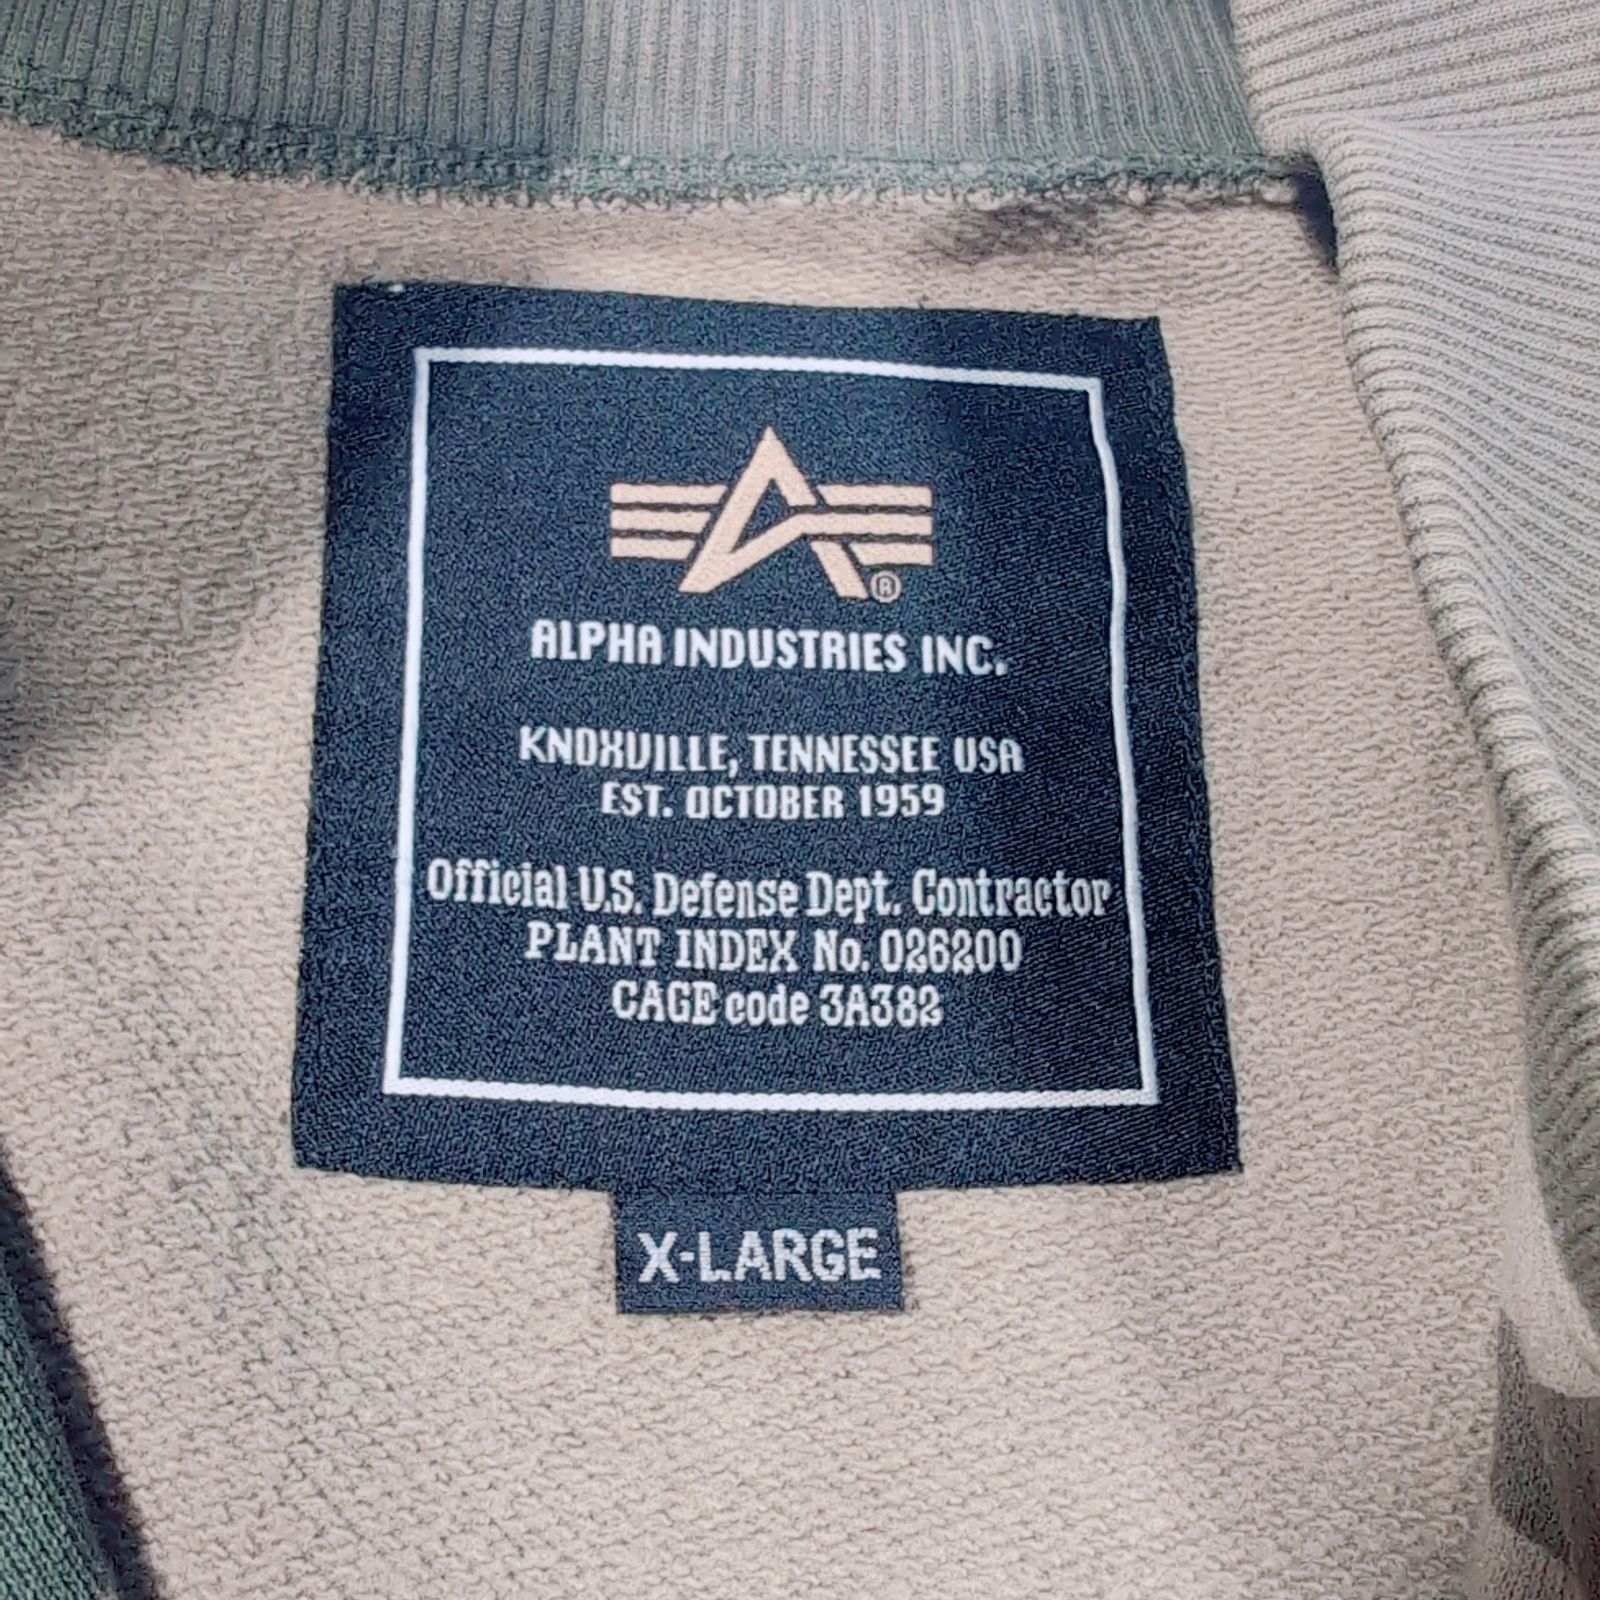 A ®
ALPHA INDUSTRIES INC.
KNOXVILLE, TENNESSEE USA
EST. OCTOBER 1959
Official U.S. Defense Dept. Contractor
PLANT INDEX No. 026200
CAGE code 3A382
X-LARGE